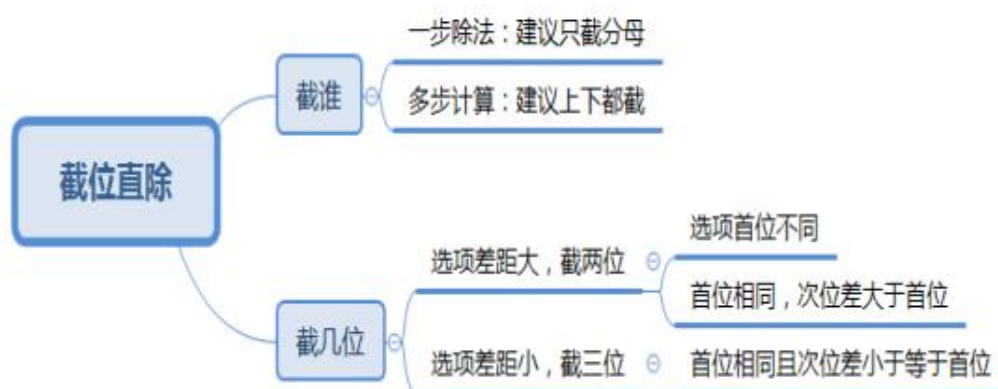 截位直除
截谁
一步除法：建议只截分母
多步计算：建议上下都截
截几位
选项差距大，截两位
选项首位不同
首位相同，次位差大于首位
选项差距小，截三位
首位相同且次位差小于等于首位